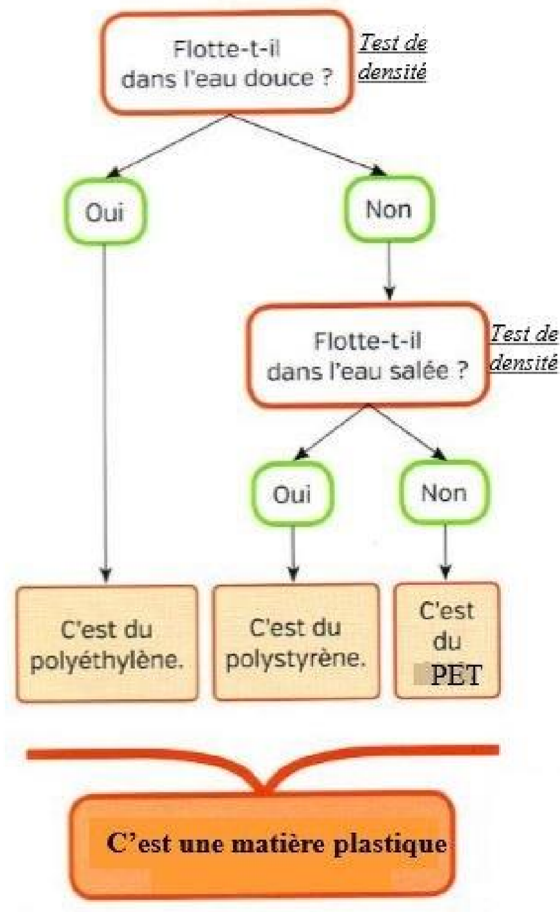 Flotte-t-il
dans l'eau douce ?
Test de
densité
Oui
Non
Flotte-t-il
dans l'eau salée ?
Test de
densité
Oui
Non
C'est du
polyéthylène.
C'est du
polystyrène.
C'est
du
PET
C'est une matière plastique